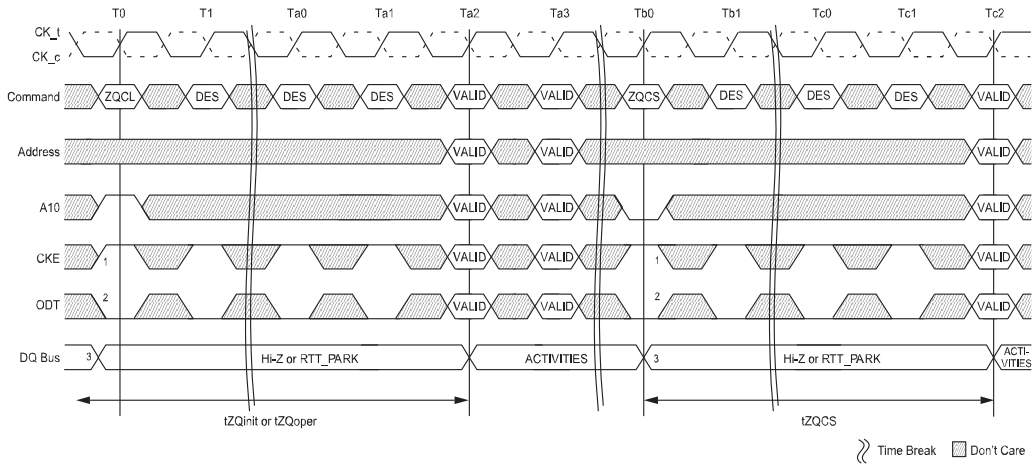 T0 T1 Ta0 Ta1 Ta2 Ta3 Tb0 Tb1 Tc0 Tc1 Tc2
CK_t
CK_c
Command ZQCL DES DES DES VALID VALID ZQCS DES DES DES VALID
Address VALID VALID VALID
A10 VALID VALID VALID
CKE 1 VALID VALID 1 VALID
ODT 2 VALID VALID 2 VALID
DQ Bus 3 Hi-Z or RTT_PARK ACTIVITIES 3 Hi-Z or RTT_PARK ACTI-
VITIES
tZQinit or tZQoper tZQCS
Time Break Don't Care